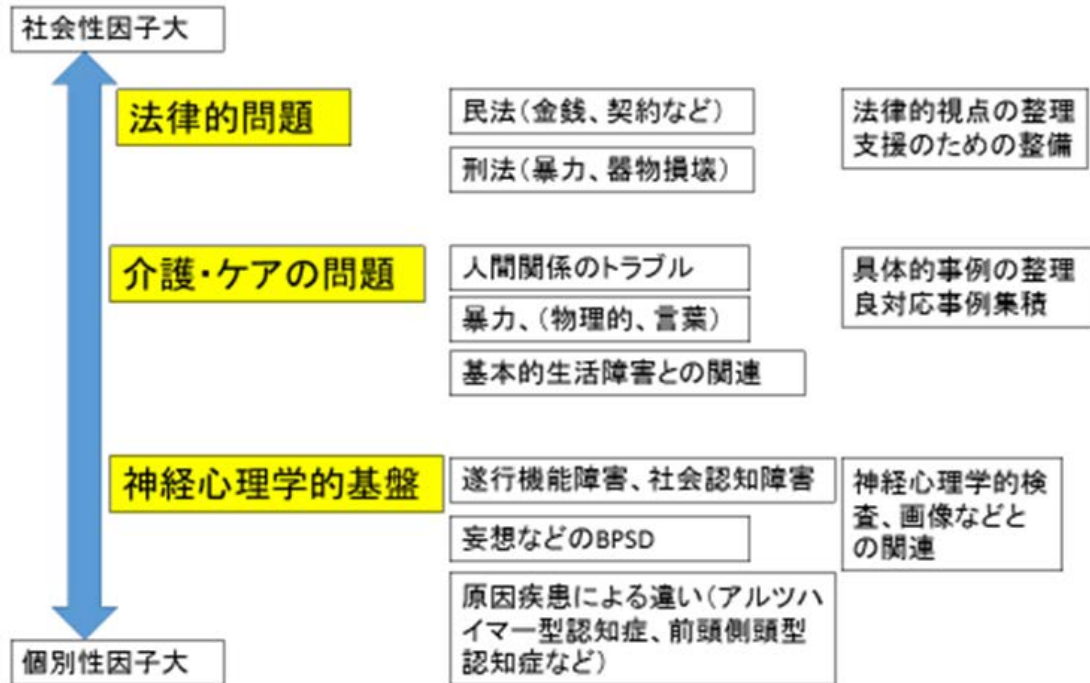 社会性因子大
法律的問題
民法(金銭、契約など)
刑法(暴力、器物損壊)
法律的視点の整理
支援のための整備
介護・ケアの問題
人間関係のトラブル
暴力、(物理的、言葉)
基本的生活障害との関連
具体的事例の整理
良対応事例集積
神経心理学的基盤
遂行機能障害、社会認知障害
妄想などのBPSD
原因疾患による違い(アルツハ
イマー型認知症、前頭側頭型
認知症など)
神経心理学的検
査、画像などと
の関連
個別性因子大